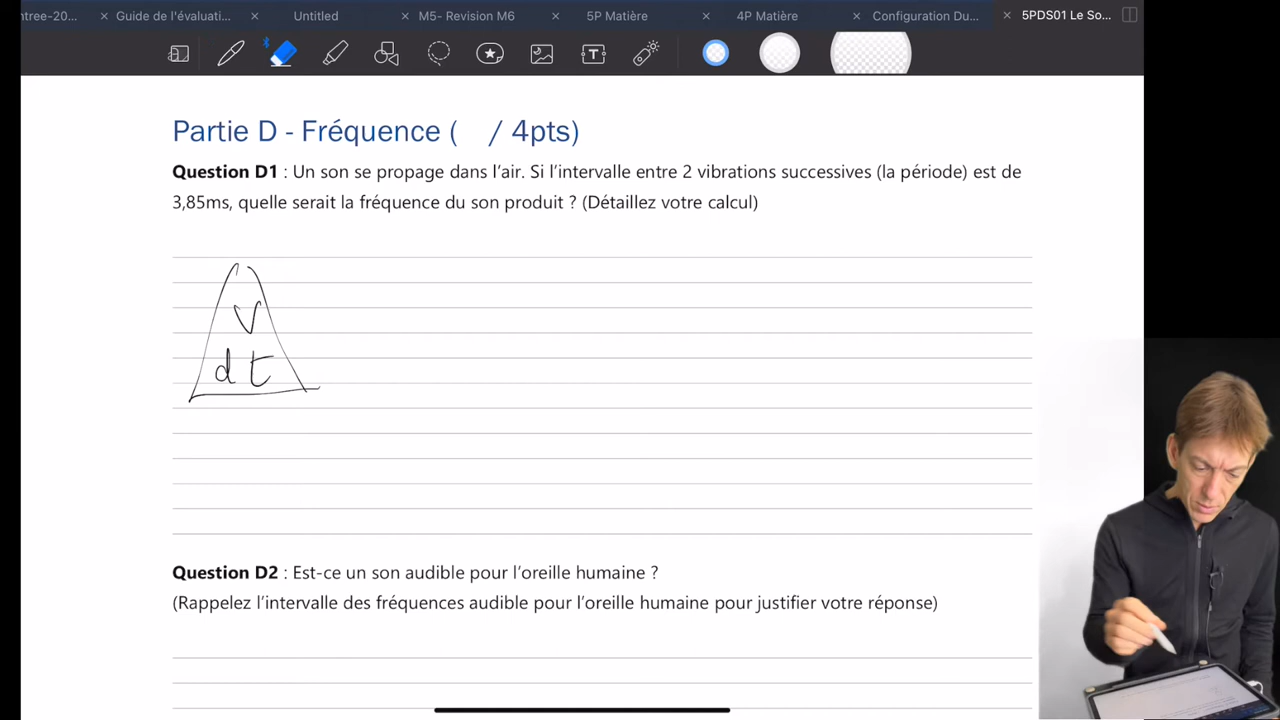 ntree-20...
Guide de l'évaluati...
Untitled
M5- Revision M6
5P Matière
4P Matière
Configuration Du...
5PDS01 Le So...
Partie D - Fréquence (    / 4pts)
Question D1 : Un son se propage dans l'air. Si l'intervalle entre 2 vibrations successives (la période) est de
3,85ms, quelle serait la fréquence du son produit ? (Détaillez votre calcul)
v
d t
Question D2 : Est-ce un son audible pour l'oreille humaine ?
(Rappelez l'intervalle des fréquences audible pour l'oreille humaine pour justifier votre réponse)